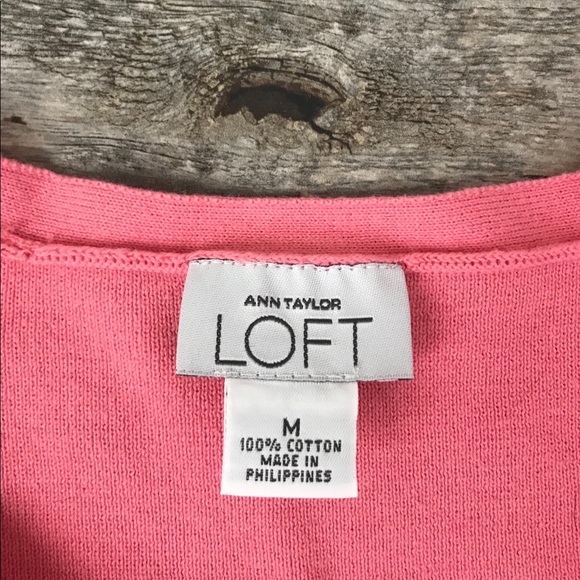 ANN TAYLOR
LOFT
M
100% COTTON
MADE IN
PHILIPPINES